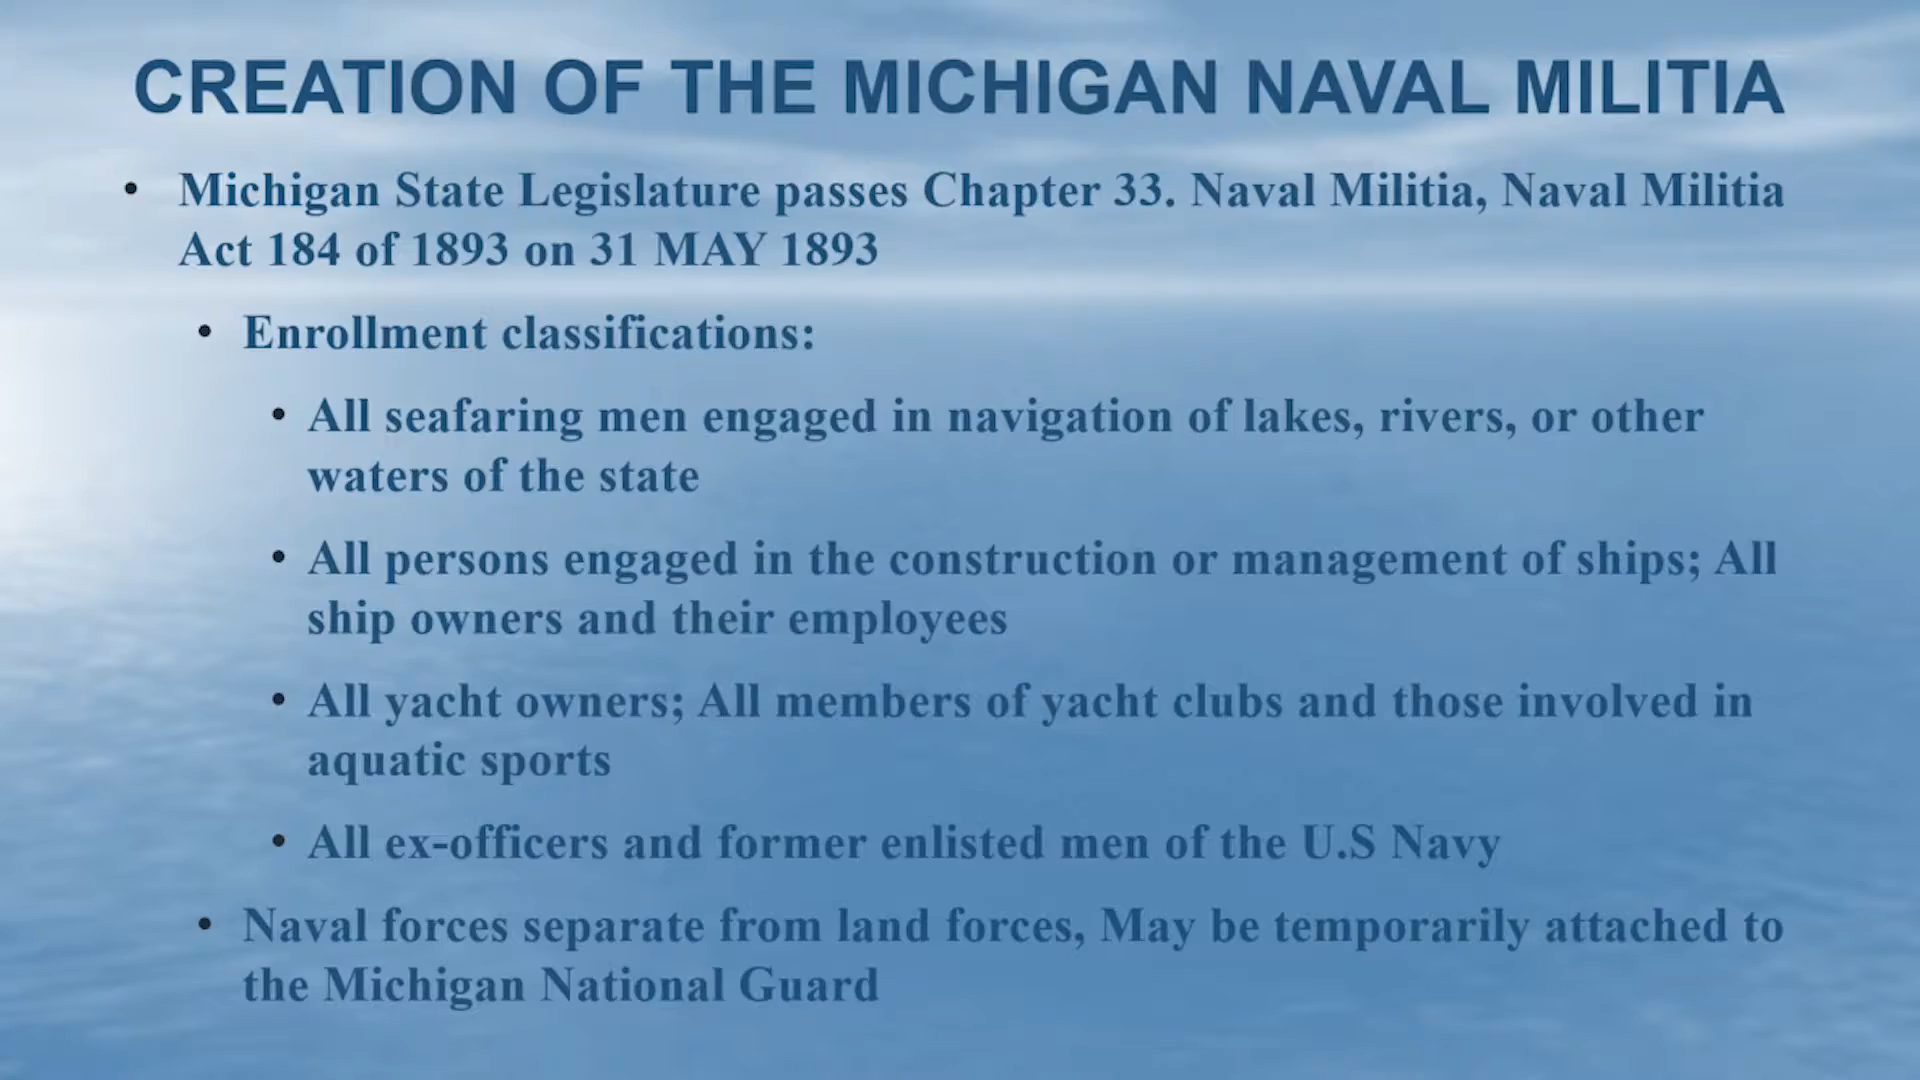 CREATION OF THE MICHIGAN NAVAL MILITIA
• Michigan State Legislature passes Chapter 33. Naval Militia, Naval Militia
Act 184 of 1893 on 31 MAY 1893
• Enrollment classifications:
• All seafaring men engaged in navigation of lakes, rivers, or other
waters of the state
• All persons engaged in the construction or management of ships; All
ship owners and their employees
• All yacht owners; All members of yacht clubs and those involved in
aquatic sports
• All ex-officers and former enlisted men of the U.S Navy
• Naval forces separate from land forces, May be temporarily attached to
the Michigan National Guard